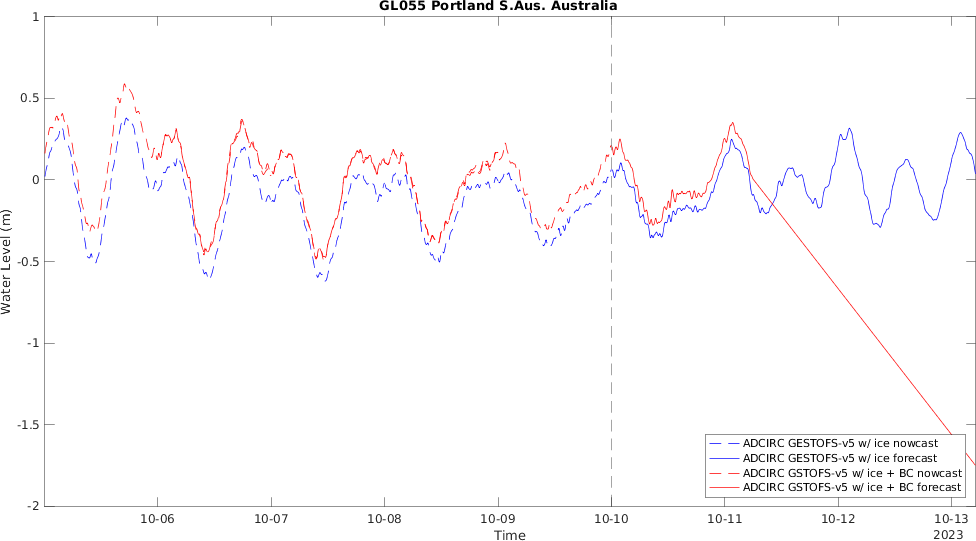 GL055 Portland S.Aus. Australia
1
0.5
0
-0.5
-1
-1.5
-2
Water Level (m)
10-06
10-07
10-08
10-09
10-10
10-11
10-12
10-13
Time
2023
ADCIRC GESTOFS-v5 w/ ice nowcast
ADCIRC GESTOFS-v5 w/ ice forecast
ADCIRC GSTOFS-v5 w/ ice + BC nowcast
ADCIRC GSTOFS-v5 w/ ice + BC forecast